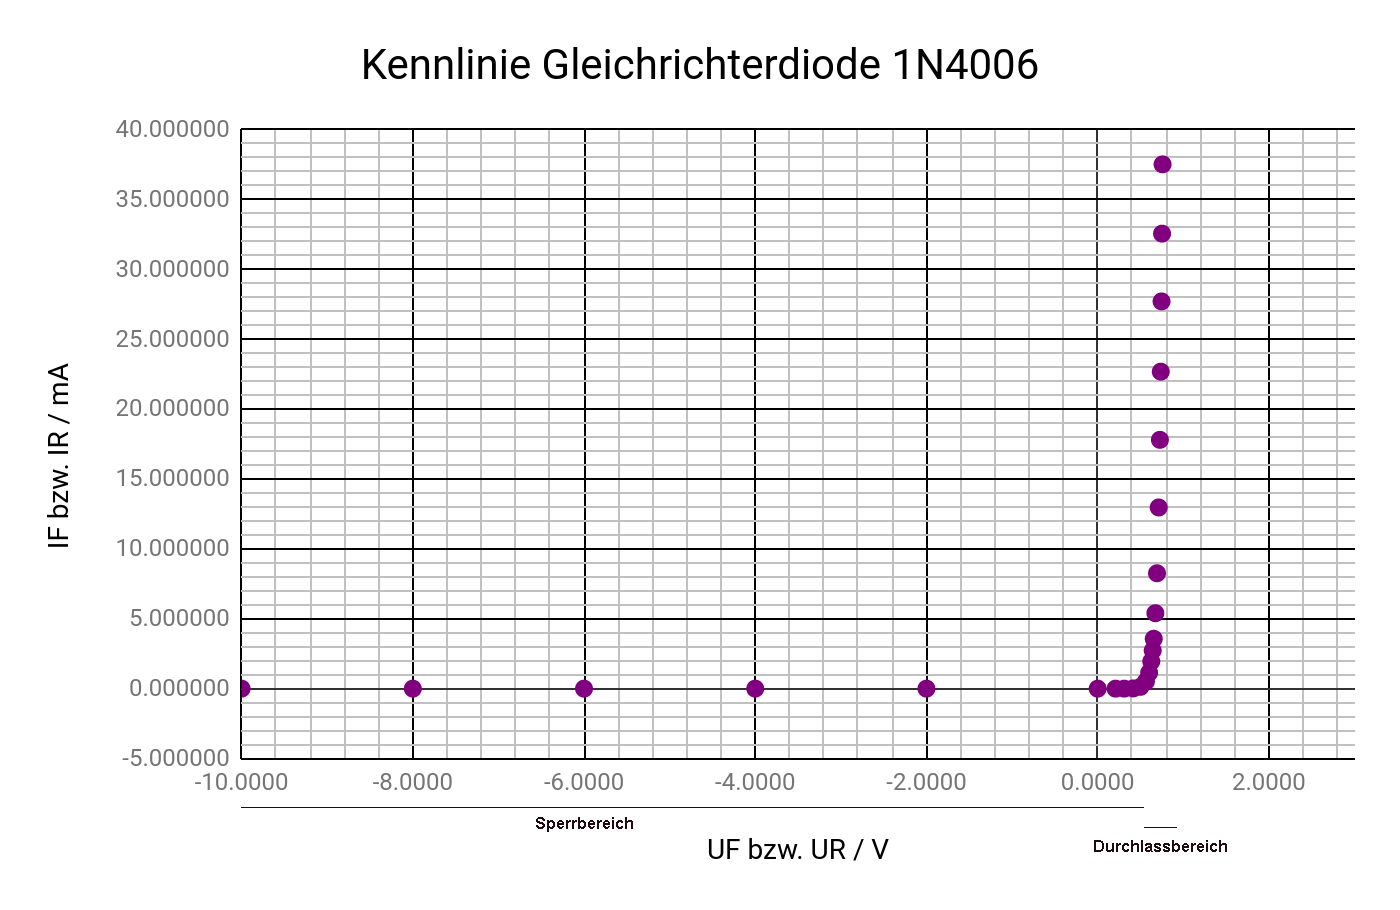 Kennlinie Gleichrichterdiode 1N4006
40.000000
35.000000
30.000000
25.000000
20.000000
15.000000
10.000000
5.000000
0.000000
-5.000000
IF bzw. IR / mA
-10.0000 -8.0000 -6.0000 -4.0000 -2.0000 0.0000 2.0000
Sperrbereich
Durchlassbereich
UF bzw. UR / V